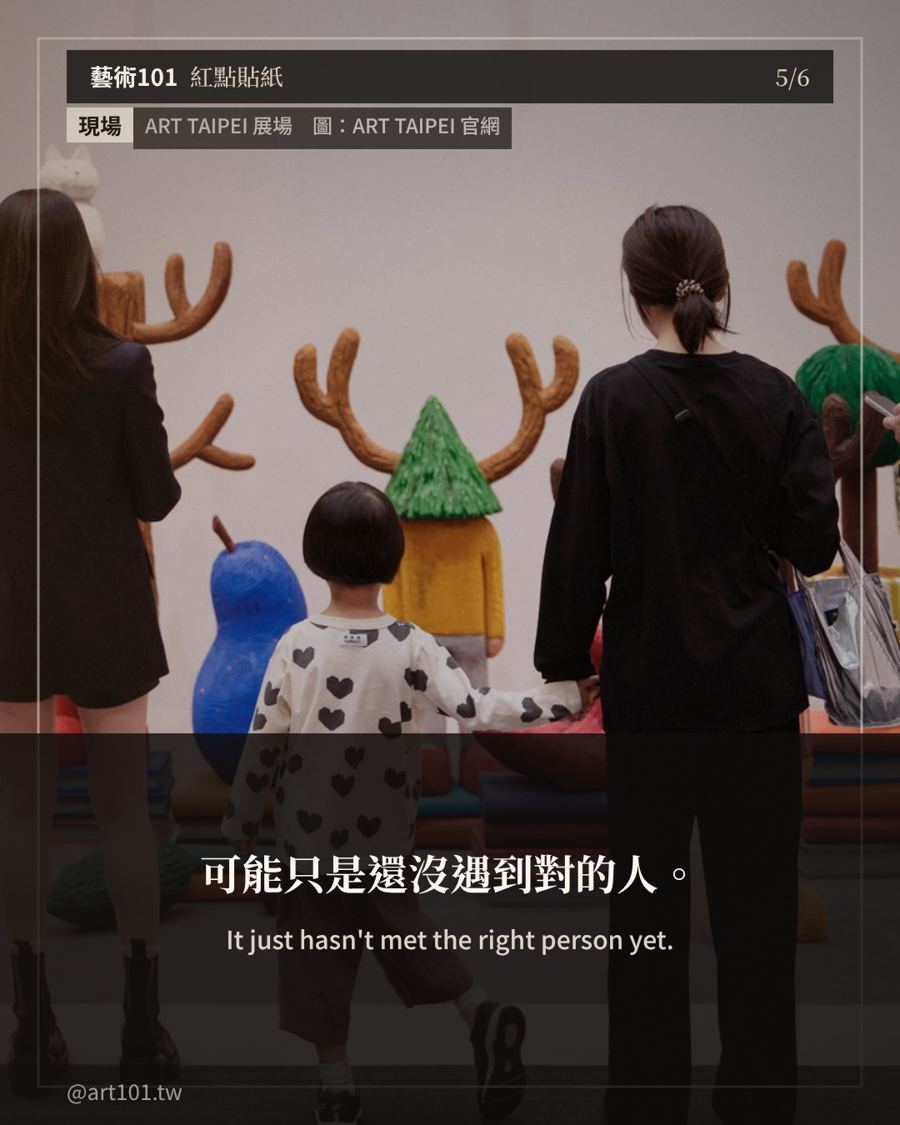 藝術101 紅點貼紙 5/6
現場 ART TAIPEI 展場 圖：ART TAIPEI 官網
可能只是還沒遇到對的人。
It just hasn't met the right person yet.
@art101.tw